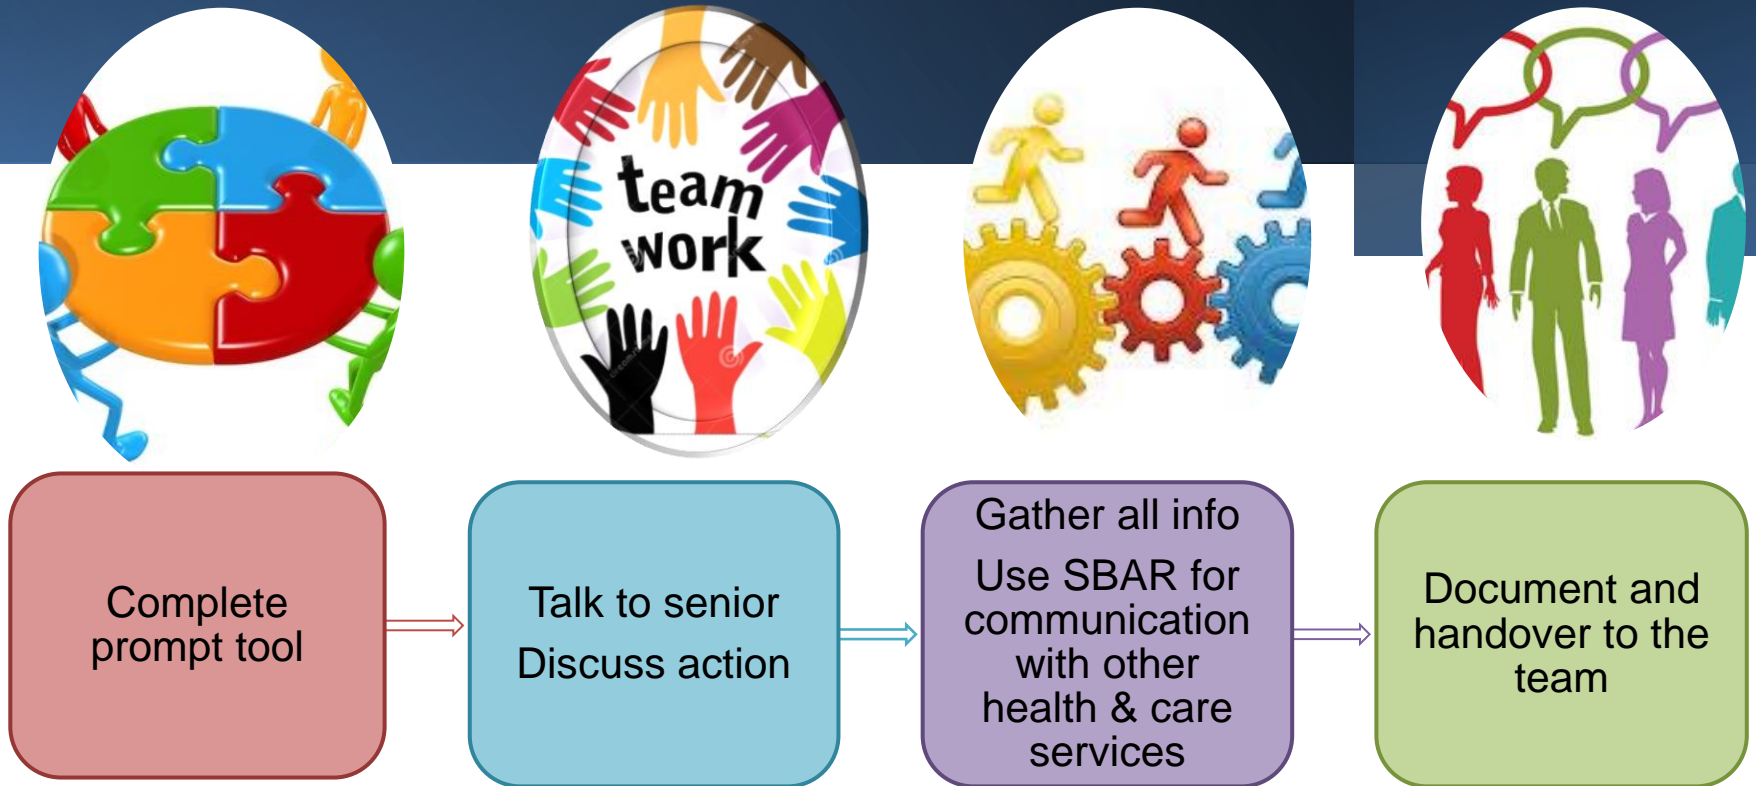 team
work
Complete
prompt tool
Talk to senior
Discuss action
Gather all info
Use SBAR for
communication
with other
health & care
services
Document and
handover to the
team